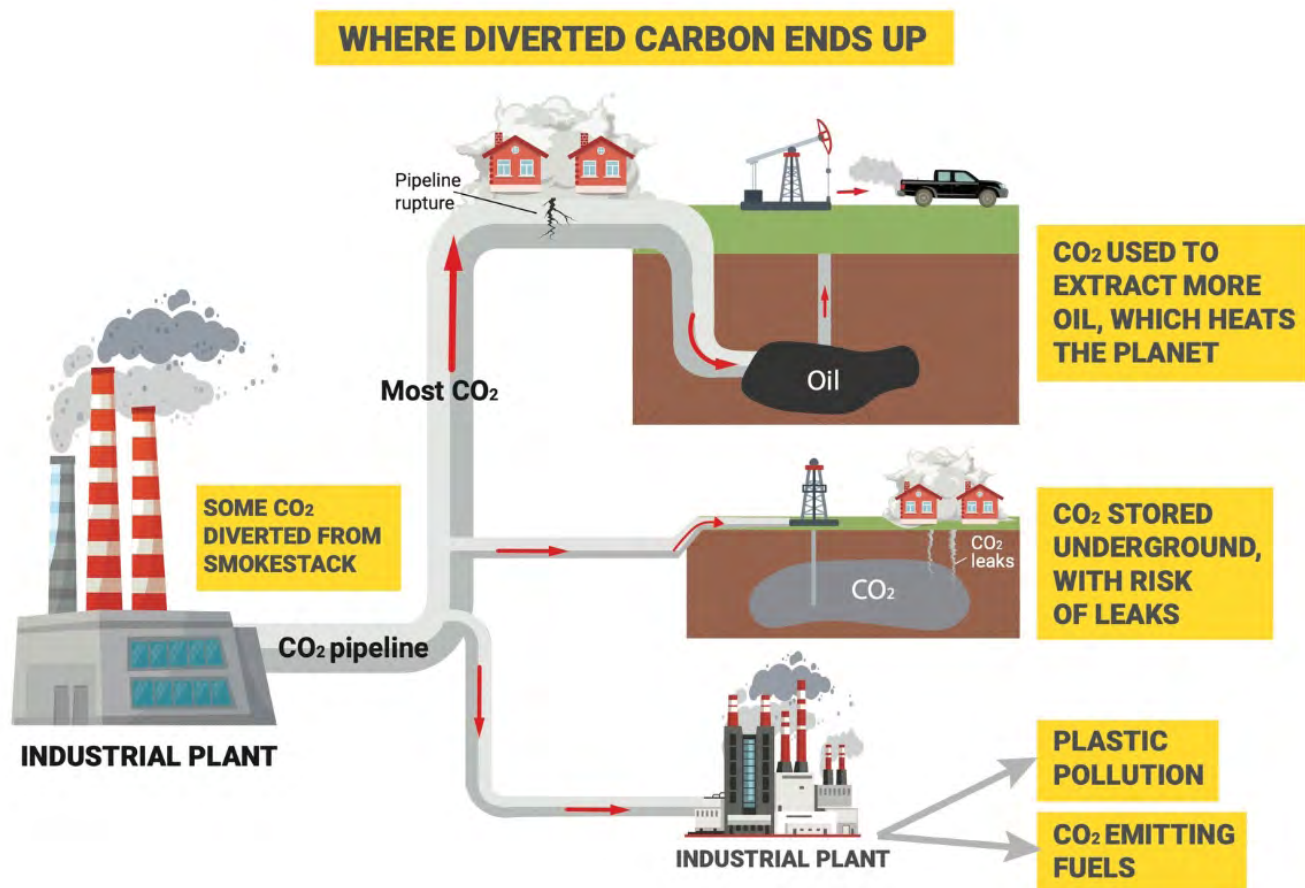 WHERE DIVERTED CARBON ENDS UP
Pipeline
rupture
Most CO₂
Oil
CO₂ USED TO
EXTRACT MORE
OIL, WHICH HEATS
THE PLANET
SOME CO₂
DIVERTED FROM
SMOKESTACK
CO₂
leaks
CO₂
CO₂ STORED
UNDERGROUND,
WITH RISK
OF LEAKS
CO₂ pipeline
INDUSTRIAL PLANT
INDUSTRIAL PLANT
PLASTIC
POLLUTION
CO₂ EMITTING
FUELS